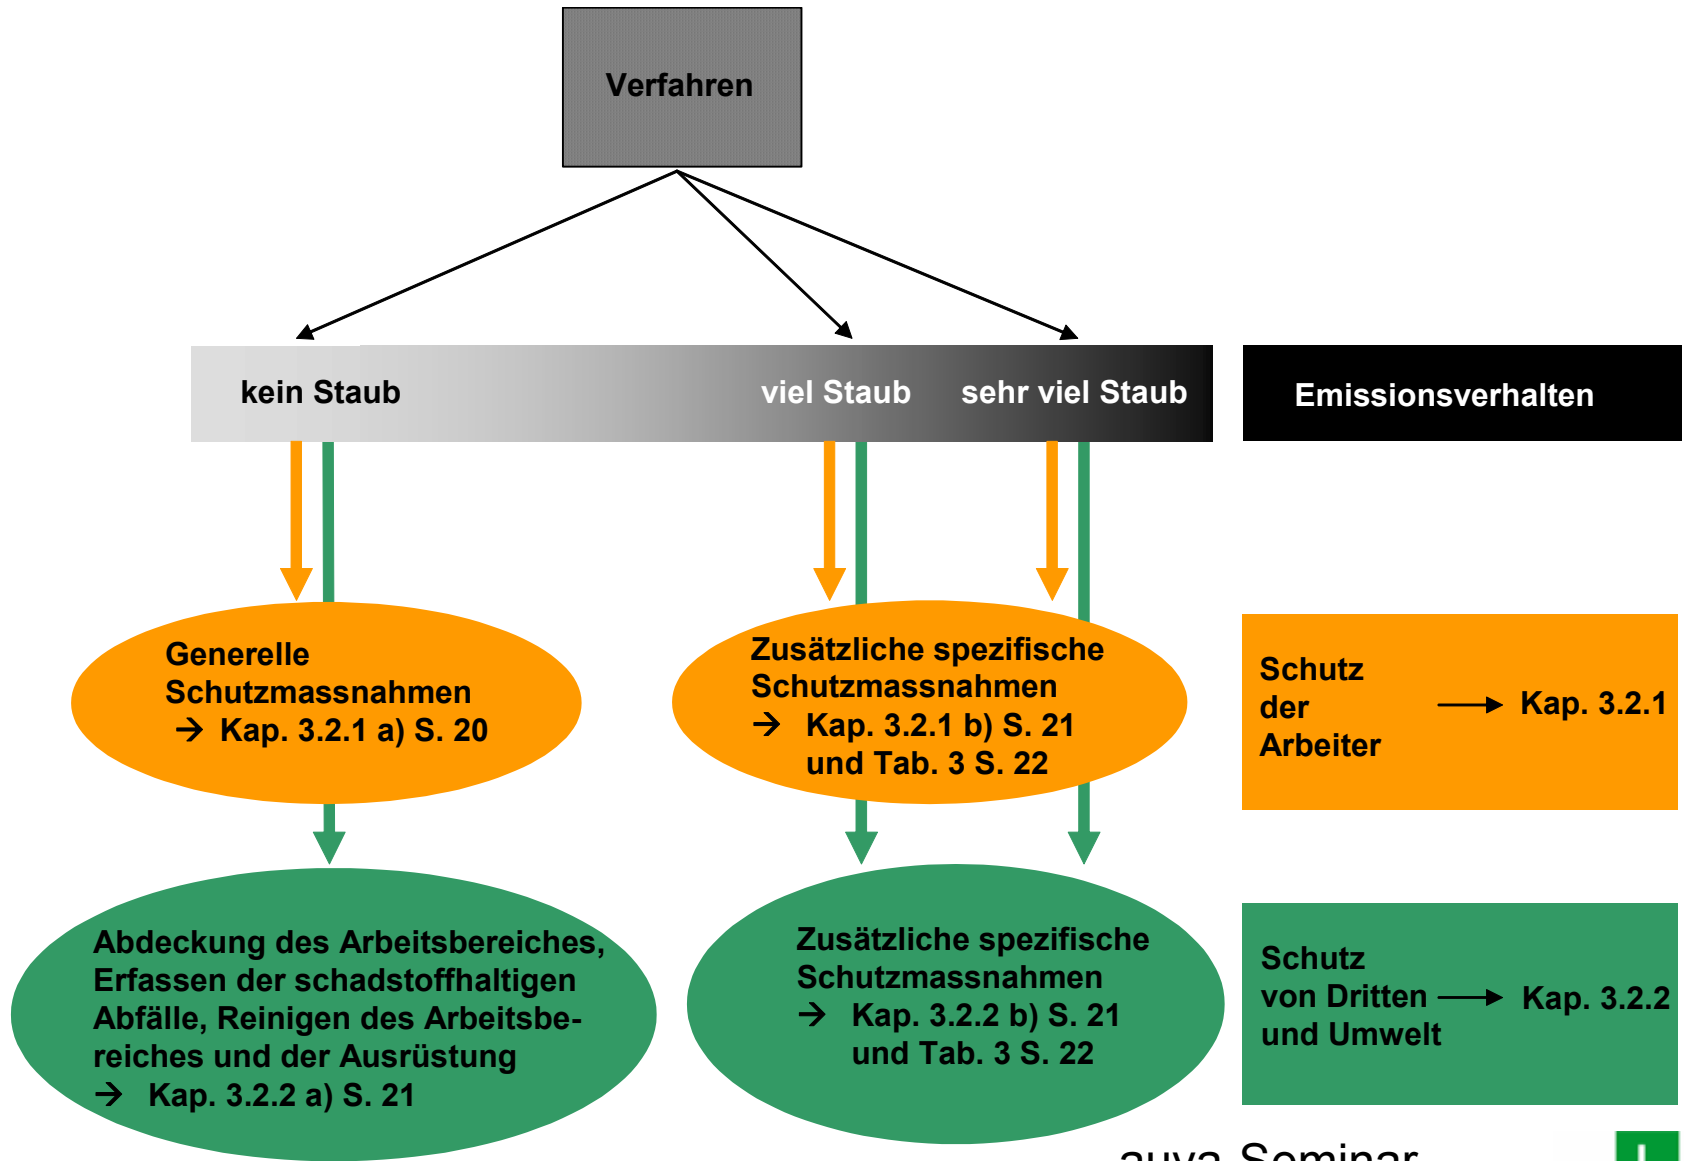 Verfahren
kein Staub
viel Staub
sehr viel Staub
Emissionsverhalten
Generelle
Schutzmassnahmen
→ Kap. 3.2.1 a) S. 20
Zusätzliche spezifische
Schutzmassnahmen
→ Kap. 3.2.1 b) S. 21
und Tab. 3 S. 22
Schutz
der
Arbeiter
→ Kap. 3.2.1
Abdeckung des Arbeitsbereiches,
Erfassen der schadstoffhaltigen
Abfälle, Reinigen des Arbeitsbe-
reiches und der Ausrüstung
→ Kap. 3.2.2 a) S. 21
Zusätzliche spezifische
Schutzmassnahmen
→ Kap. 3.2.2 b) S. 21
und Tab. 3 S. 22
Schutz
von Dritten
und Umwelt
→ Kap. 3.2.2
auva Seminar